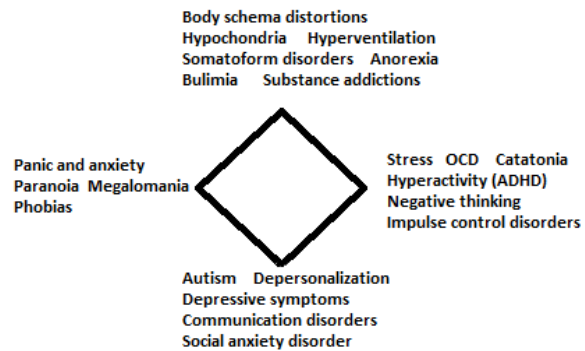 Body schema distortions
Hypochondria Hyperventilation
Somatoform disorders Anorexia
Bulimia Substance addictions
Panic and anxiety
Paranoia Megalomania
Phobias
Stress OCD Catatonia
Hyperactivity (ADHD)
Negative thinking
Impulse control disorders
Autism Depersonalization
Depressive symptoms
Communication disorders
Social anxiety disorder